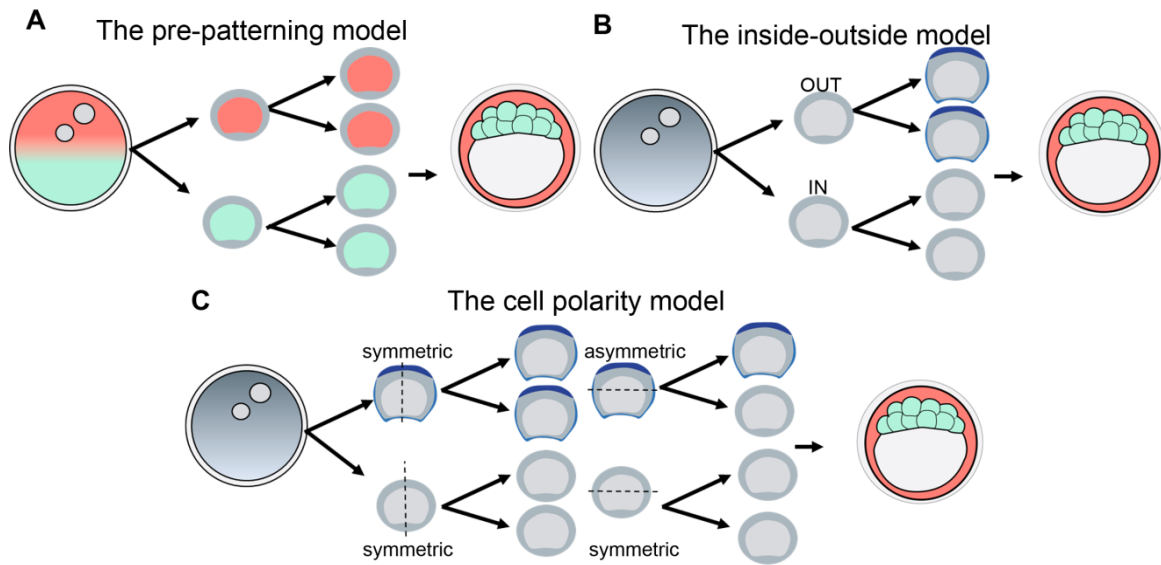 A
The pre-patterning model
B
The inside-outside model
OUT
IN
C
The cell polarity model
symmetric
asymmetric
symmetric
symmetric